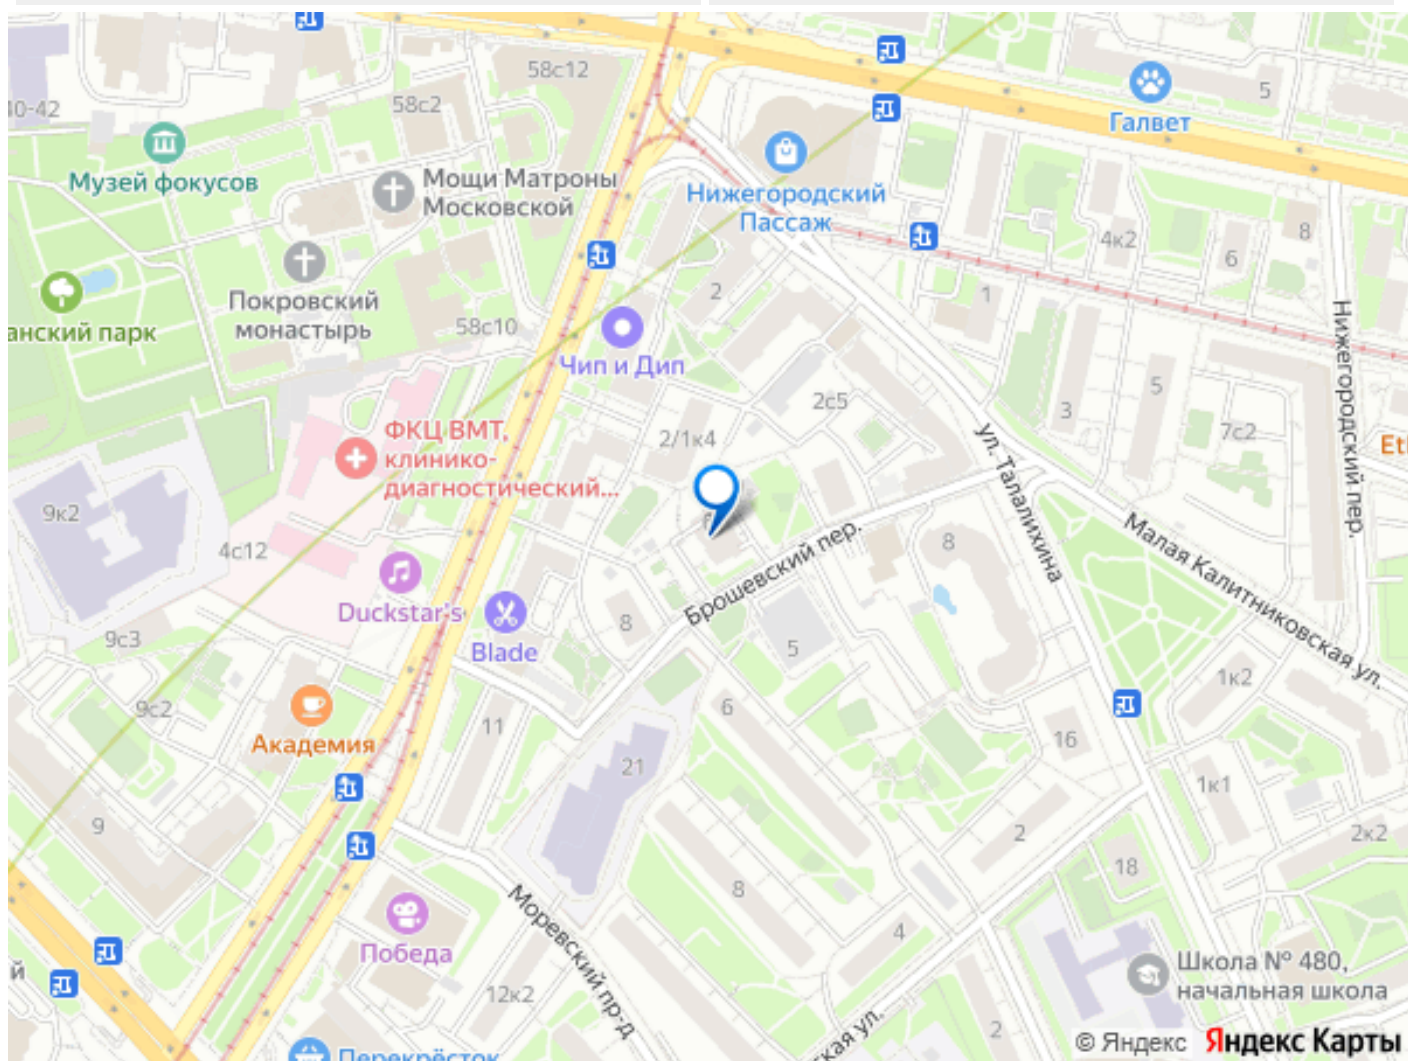 58с12
40-42
58с2
5
Галвет
Музей фокусов
Мощи Матроны
Московской
Нижегородский
Пассаж
8
4к2
6
Покровский
монастырь
анский парк
58с10
2
1
Чип и Дип
Нижегородский пер.
5
3
2с5
7с2
2/1к4
ул. Талалихина
Etl
ФКЦ ВМТ,
клинико-
диагностический...
9к2
4с12
Малая Калитниковская ул.
8
Брошевский пер.
Duckstar's
8
Blade
9с3
5
1к2
9с2
6
11
16
Академия
21
1к1
9
2
2к2
18
8
Моревский пр-д
4
Победа
й
Школа № 480,
начальная школа
12к2
2
ская ул.
Перекрёсток
© Яндекс Яндекс Карты